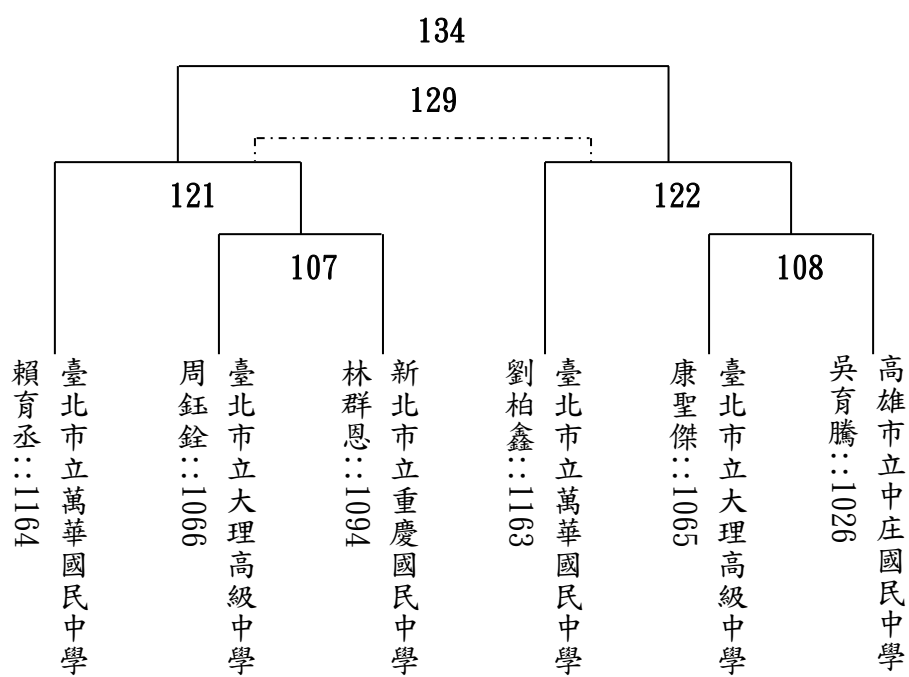 134
129
121
122
107
108
賴育丞:::1164
臺北市立萬華國民中學
周鈺銓:::1066
臺北市立大理高級中學
林群恩:::1094
新北市立重慶國民中學
劉柏鑫:::1163
臺北市立萬華國民中學
康聖傑:::1065
臺北市立大理高級中學
吳育騰:::1026
高雄市立中庄國民中學